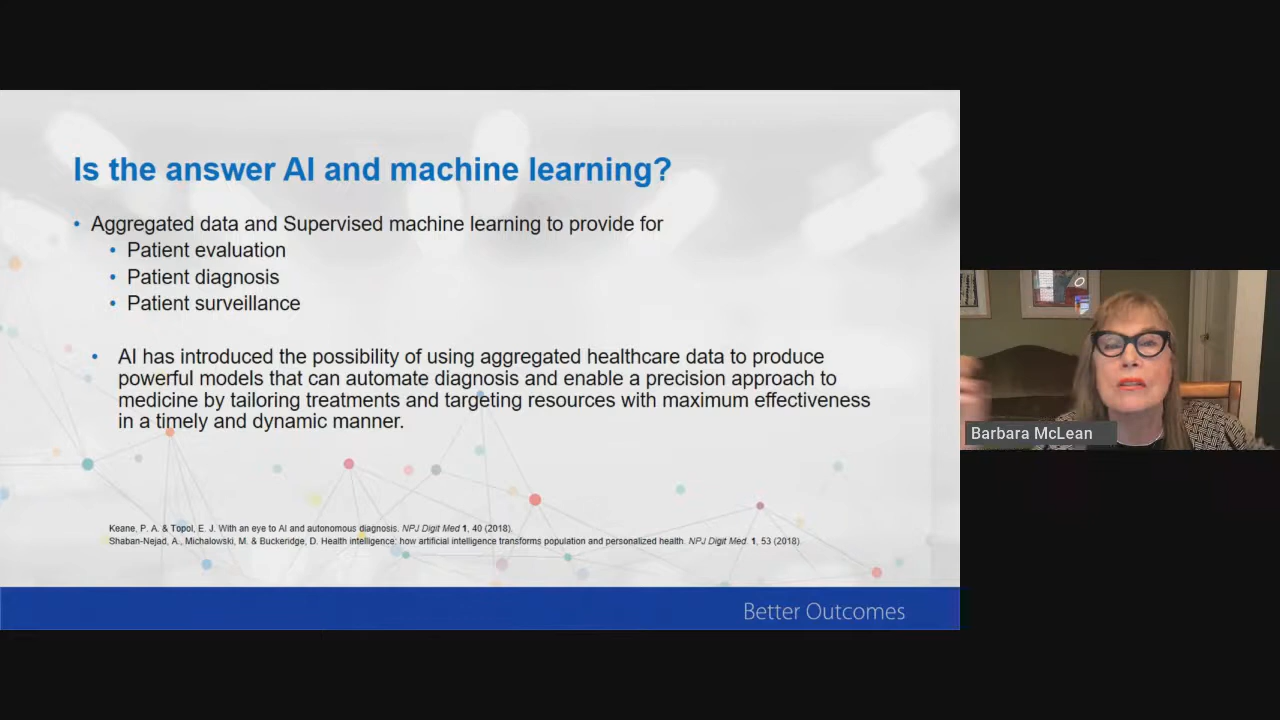 Is the answer AI and machine learning?
• Aggregated data and Supervised machine learning to provide for
• Patient evaluation
• Patient diagnosis
• Patient surveillance
• AI has introduced the possibility of using aggregated healthcare data to produce
powerful models that can automate diagnosis and enable a precision approach to
medicine by tailoring treatments and targeting resources with maximum effectiveness
in a timely and dynamic manner.
Keane, P. A. & Topol, E. J. With an eye to AI and autonomous diagnosis. NPJ Digit Med 1, 40 (2018).
Shaban-Nejad, A., Michalowski, M. & Buckeridge, D. Health intelligence: how artificial intelligence transforms population and personalized health. NPJ Digit Med. 1, 53 (2018).
Better Outcomes
Barbara McLean